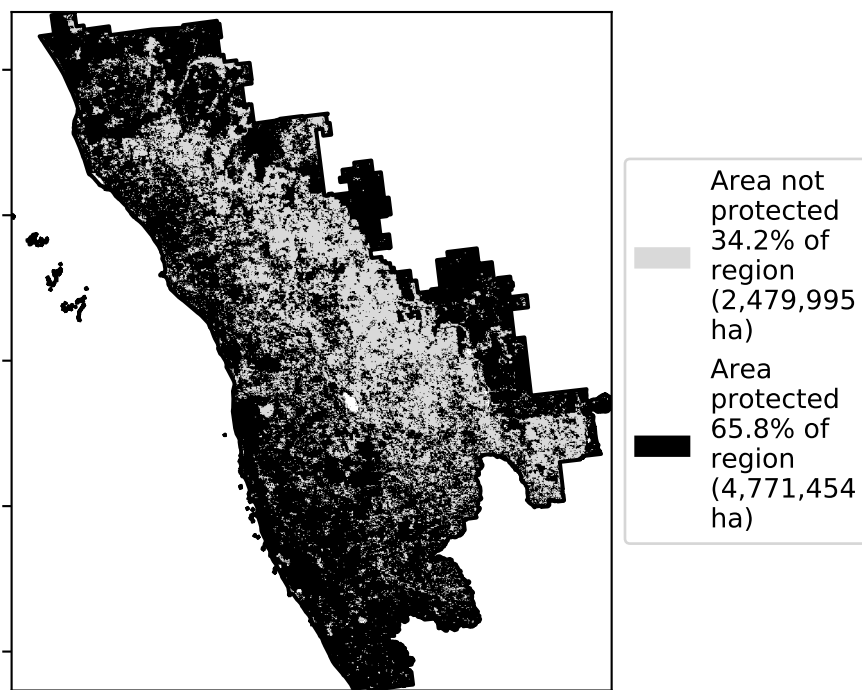 Area not
protected
34.2% of
region
(2,479,995
ha)
Area
protected
65.8% of
region
(4,771,454
ha)